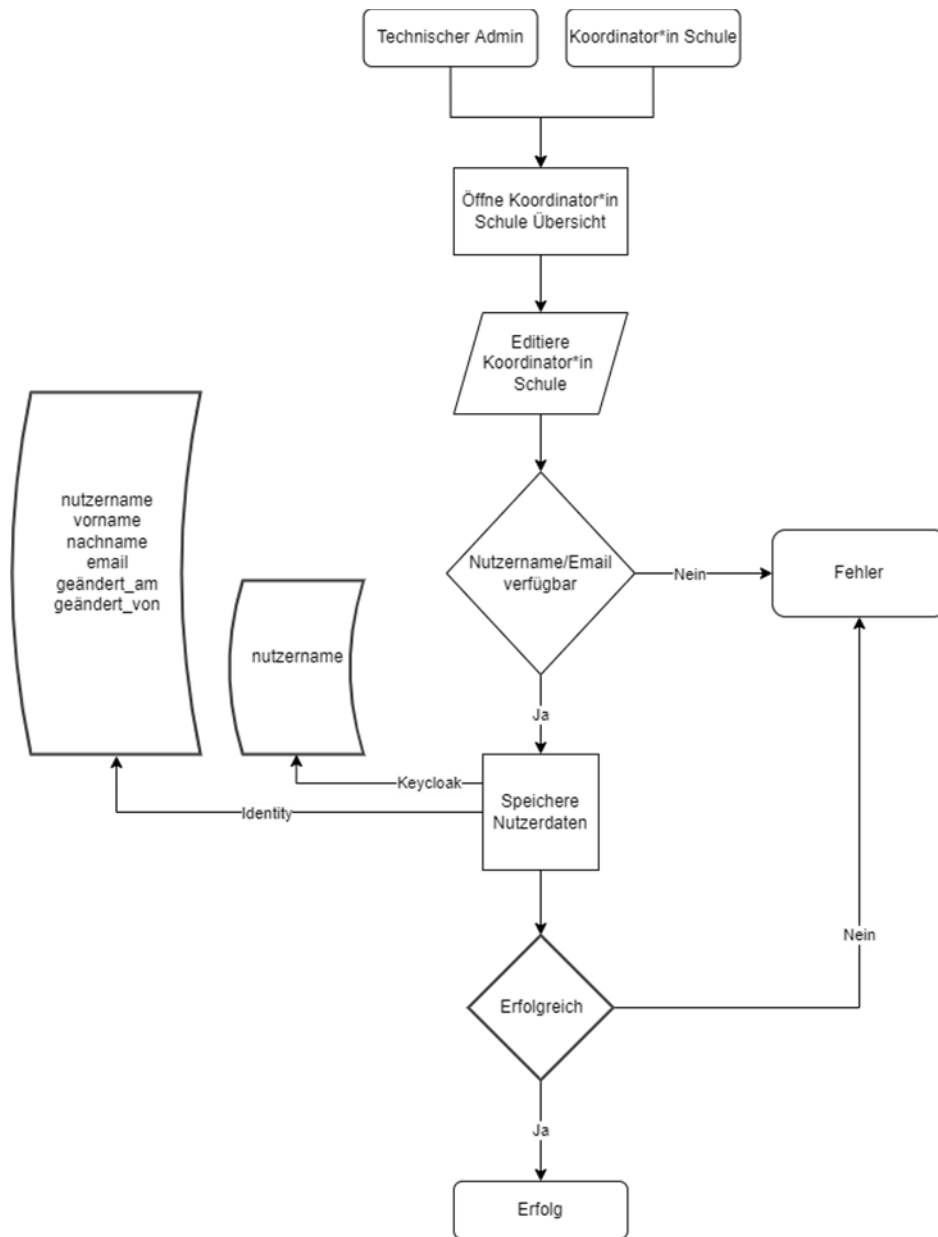 Technischer Admin
Koordinator*in Schule
Öffne Koordinator*in
Schule Übersicht
Editiere
Koordinator*in
Schule
nutzername
vorname
nachname
email
geändert_am
geändert_von
nutzername
Nutzername/Email
verfügbar
Nein
Fehler
Ja
Keycloak
Identity
Speichere
Nutzerdaten
Nein
Erfolgreich
Ja
Erfolg